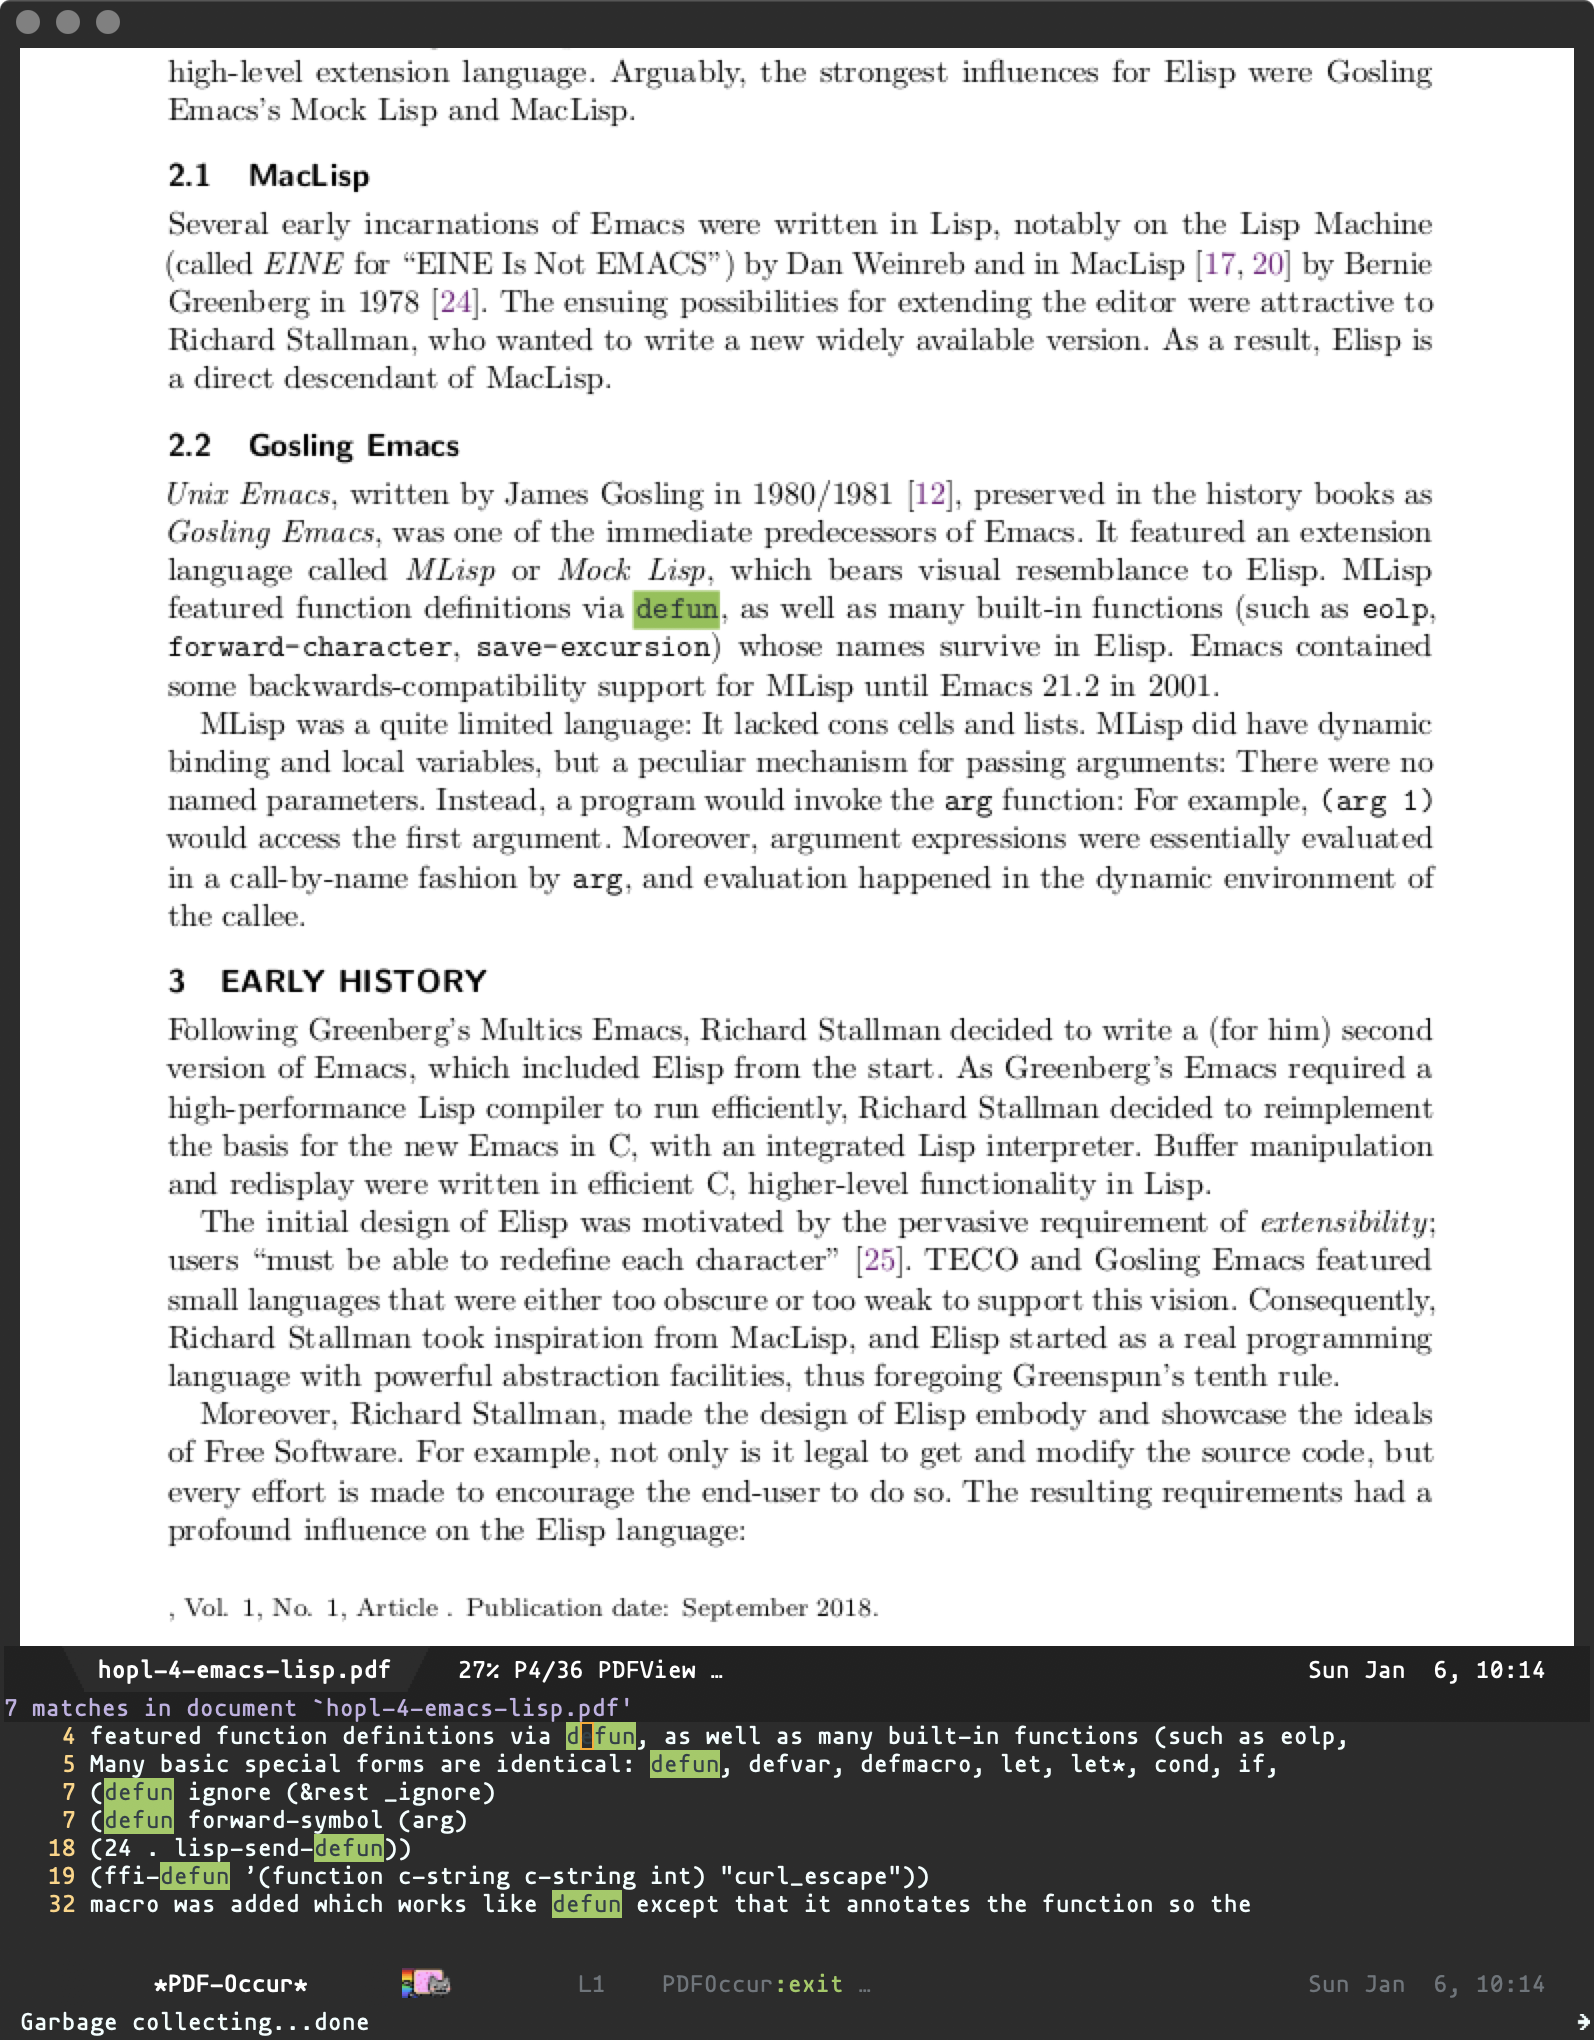 high-level extension language. Arguably, the strongest influences for Elisp were Gosling
Emacs's Mock Lisp and MacLisp.
2.1 MacLisp
Several early incarnations of Emacs were written in Lisp, notably on the Lisp Machine
(called EINE for “EINE Is Not EMACS”) by Dan Weinreb and in MacLisp [17, 20] by Bernie
Greenberg in 1978 [24]. The ensuing possibilities for extending the editor were attractive to
Richard Stallman, who wanted to write a new widely available version. As a result, Elisp is
a direct descendant of MacLisp.
2.2 Gosling Emacs
Unix Emacs, written by James Gosling in 1980/1981 [12], preserved in the history books as
Gosling Emacs, was one of the immediate predecessors of Emacs. It featured an extension
language called MLisp or Mock Lisp, which bears visual resemblance to Elisp. MLisp
featured function definitions via defun, as well as many built-in functions (such as eolp,
forward-character, save-excursion) whose names survive in Elisp. Emacs contained
some backwards-compatibility support for MLisp until Emacs 21.2 in 2001.
MLisp was a quite limited language: It lacked cons cells and lists. MLisp did have dynamic
binding and local variables, but a peculiar mechanism for passing arguments: There were no
named parameters. Instead, a program would invoke the arg function: For example, (arg 1)
would access the first argument. Moreover, argument expressions were essentially evaluated
in a call-by-name fashion by arg, and evaluation happened in the dynamic environment of
the callee.
3 EARLY HISTORY
Following Greenberg's Multics Emacs, Richard Stallman decided to write a (for him) second
version of Emacs, which included Elisp from the start. As Greenberg's Emacs required a
high-performance Lisp compiler to run efficiently, Richard Stallman decided to reimplement
the basis for the new Emacs in C, with an integrated Lisp interpreter. Buffer manipulation
and redisplay were written in efficient C, higher-level functionality in Lisp.
The initial design of Elisp was motivated by the pervasive requirement of extensibility;
users “must be able to redefine each character” [25]. TECO and Gosling Emacs featured
small languages that were either too obscure or too weak to support this vision. Consequently,
Richard Stallman took inspiration from MacLisp, and Elisp started as a real programming
language with powerful abstraction facilities, thus foregoing Greenspun's tenth rule.
Moreover, Richard Stallman, made the design of Elisp embody and showcase the ideals
of Free Software. For example, not only is it legal to get and modify the source code, but
every effort is made to encourage the end-user to do so. The resulting requirements had a
profound influence on the Elisp language:
, Vol. 1, No. 1, Article . Publication date: September 2018.
hopl-4-emacs-lisp.pdf 27% P4/36 PDFView … Sun Jan 6, 10:14
7 matches in document `hopl-4-emacs-lisp.pdf'
4 featured function definitions via defun, as well as many built-in functions (such as eolp,
5 Many basic special forms are identical: defun, defvar, defmacro, let, let*, cond, if,
7 (defun ignore (&rest _ignore)
7 (defun forward-symbol (arg)
18 (24 . lisp-send-defun))
19 (ffi-defun ’(function c-string c-string int) "curl_escape"))
32 macro was added which works like defun except that it annotates the function so the
*PDF-Occur* L1 PDFOccur:exit … Sun Jan 6, 10:14
Garbage collecting...done